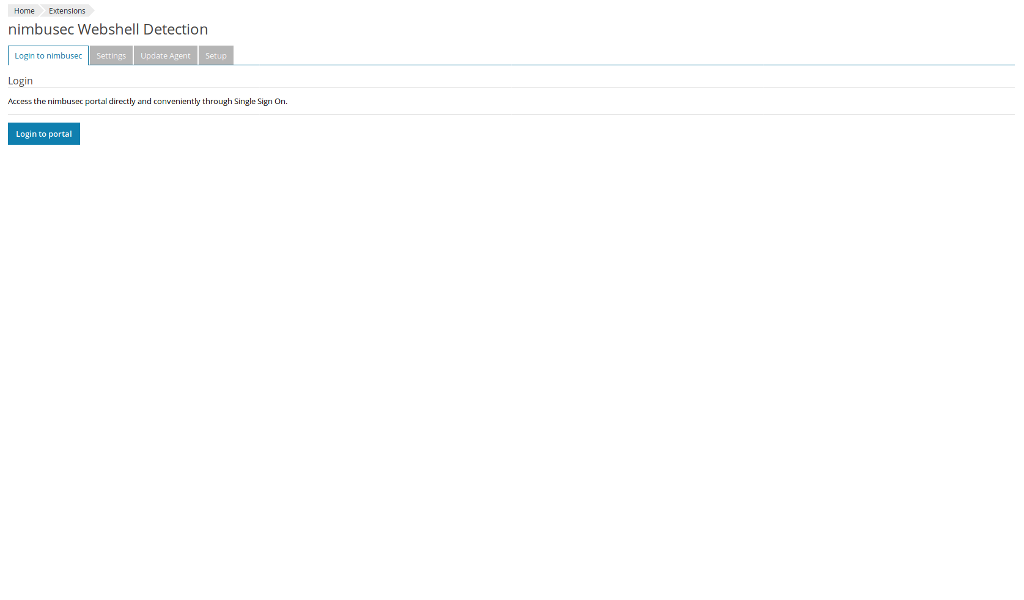 Home Extensions
nimbusec Webshell Detection
Login to nimbusec Settings Update Agent Setup
Login
Access the nimbusec portal directly and conveniently through Single Sign On.
Login to portal